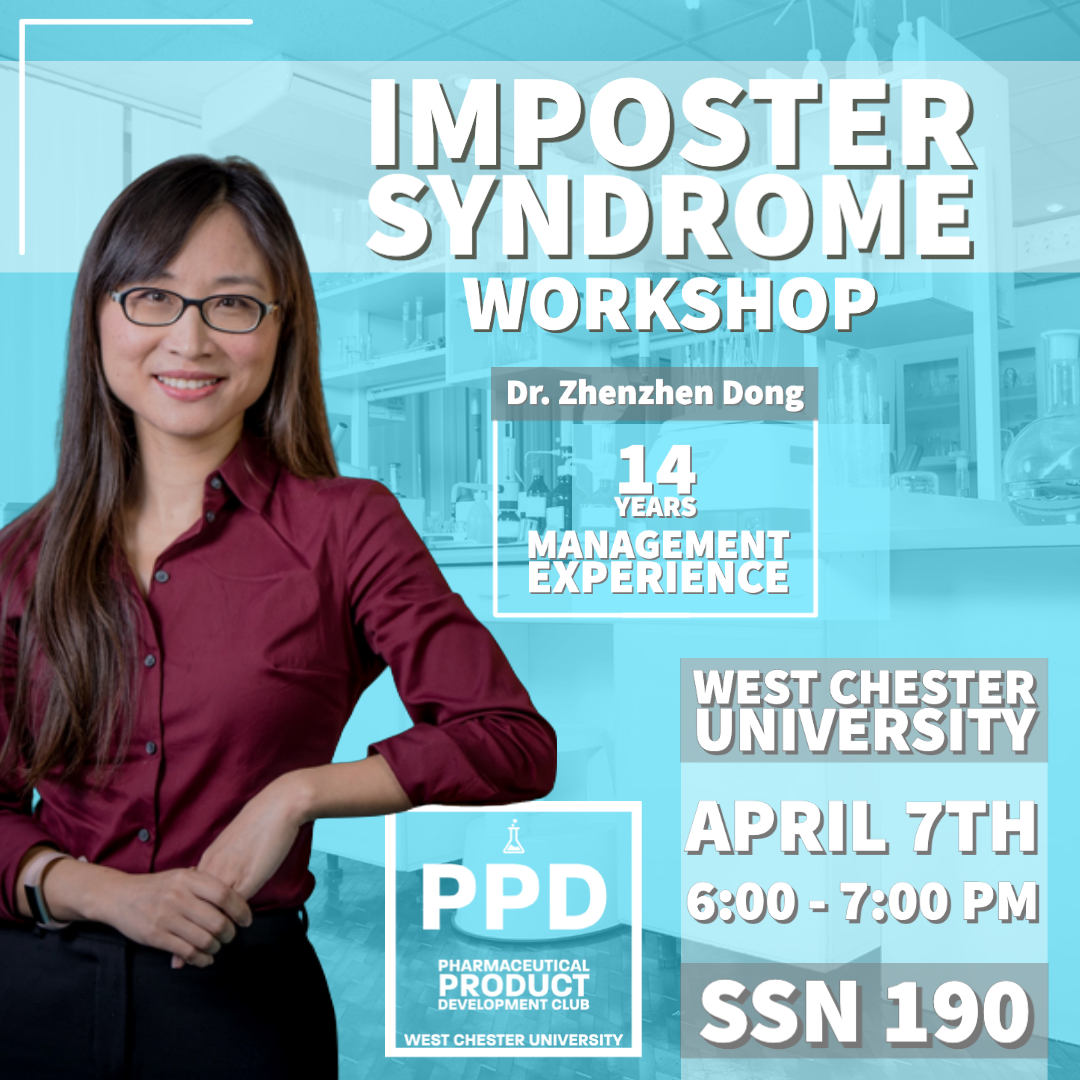 IMPOSTER
SYNDROME
WORKSHOP
Dr. Zhenzhen Dong
14
YEARS
MANAGEMENT
EXPERIENCE
WEST CHESTER
UNIVERSITY
APRIL 7TH
6:00 - 7:00 PM
SSN 190
PPD
PHARMACEUTICAL
PRODUCT
DEVELOPMENT CLUB
WEST CHESTER UNIVERSITY